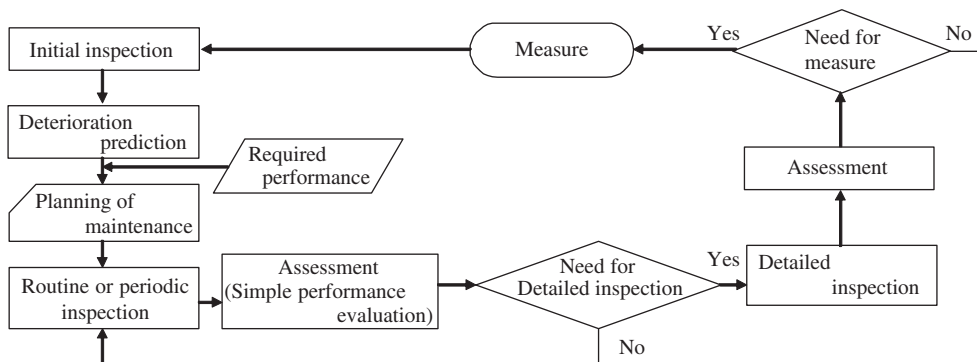 Initial inspection
Measure
Yes
Need for
measure
No
Deterioration
prediction
Required
performance
Assessment
Planning of
maintenance
Routine or periodic
inspection
Assessment
(Simple performance
evaluation)
Need for
Detailed inspection
Yes
Detailed
inspection
No